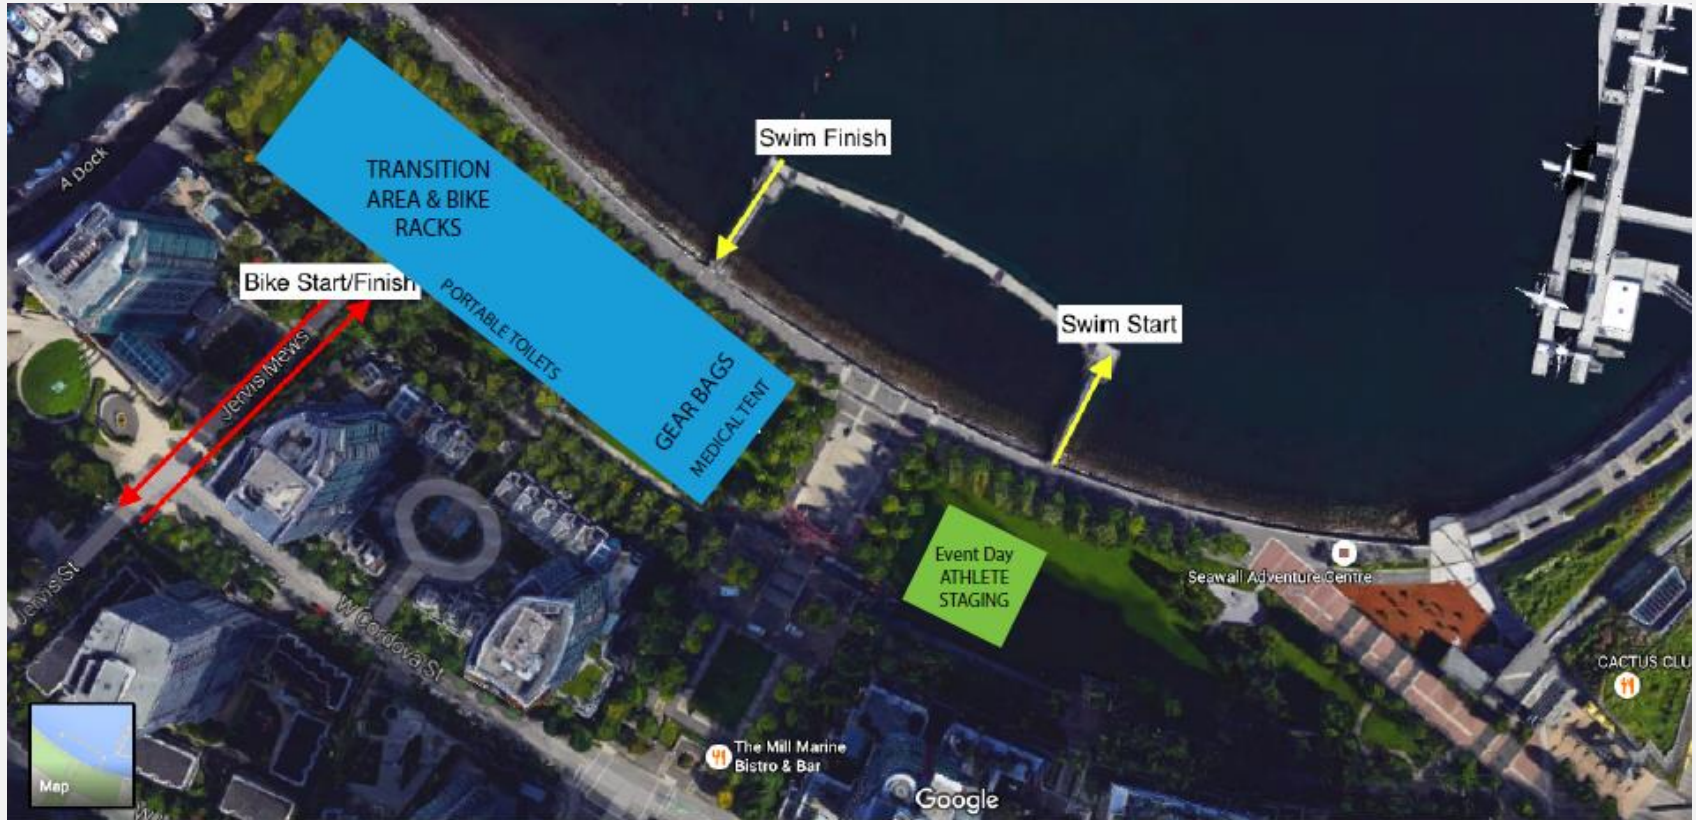 Swim Finish
A Dock
TRANSITION
AREA & BIKE
RACKS
Bike Start/Finish
PORTABLE TOILETS
Jervis Mews
Swim Start
GEAR BAGS
MEDICAL TENT
Event Day
ATHLETE
STAGING
Seawall Adventure Centre
Jervis St
W Cordova St
CACTUS CLU
The Mill Marine
Bistro & Bar
Map
Google